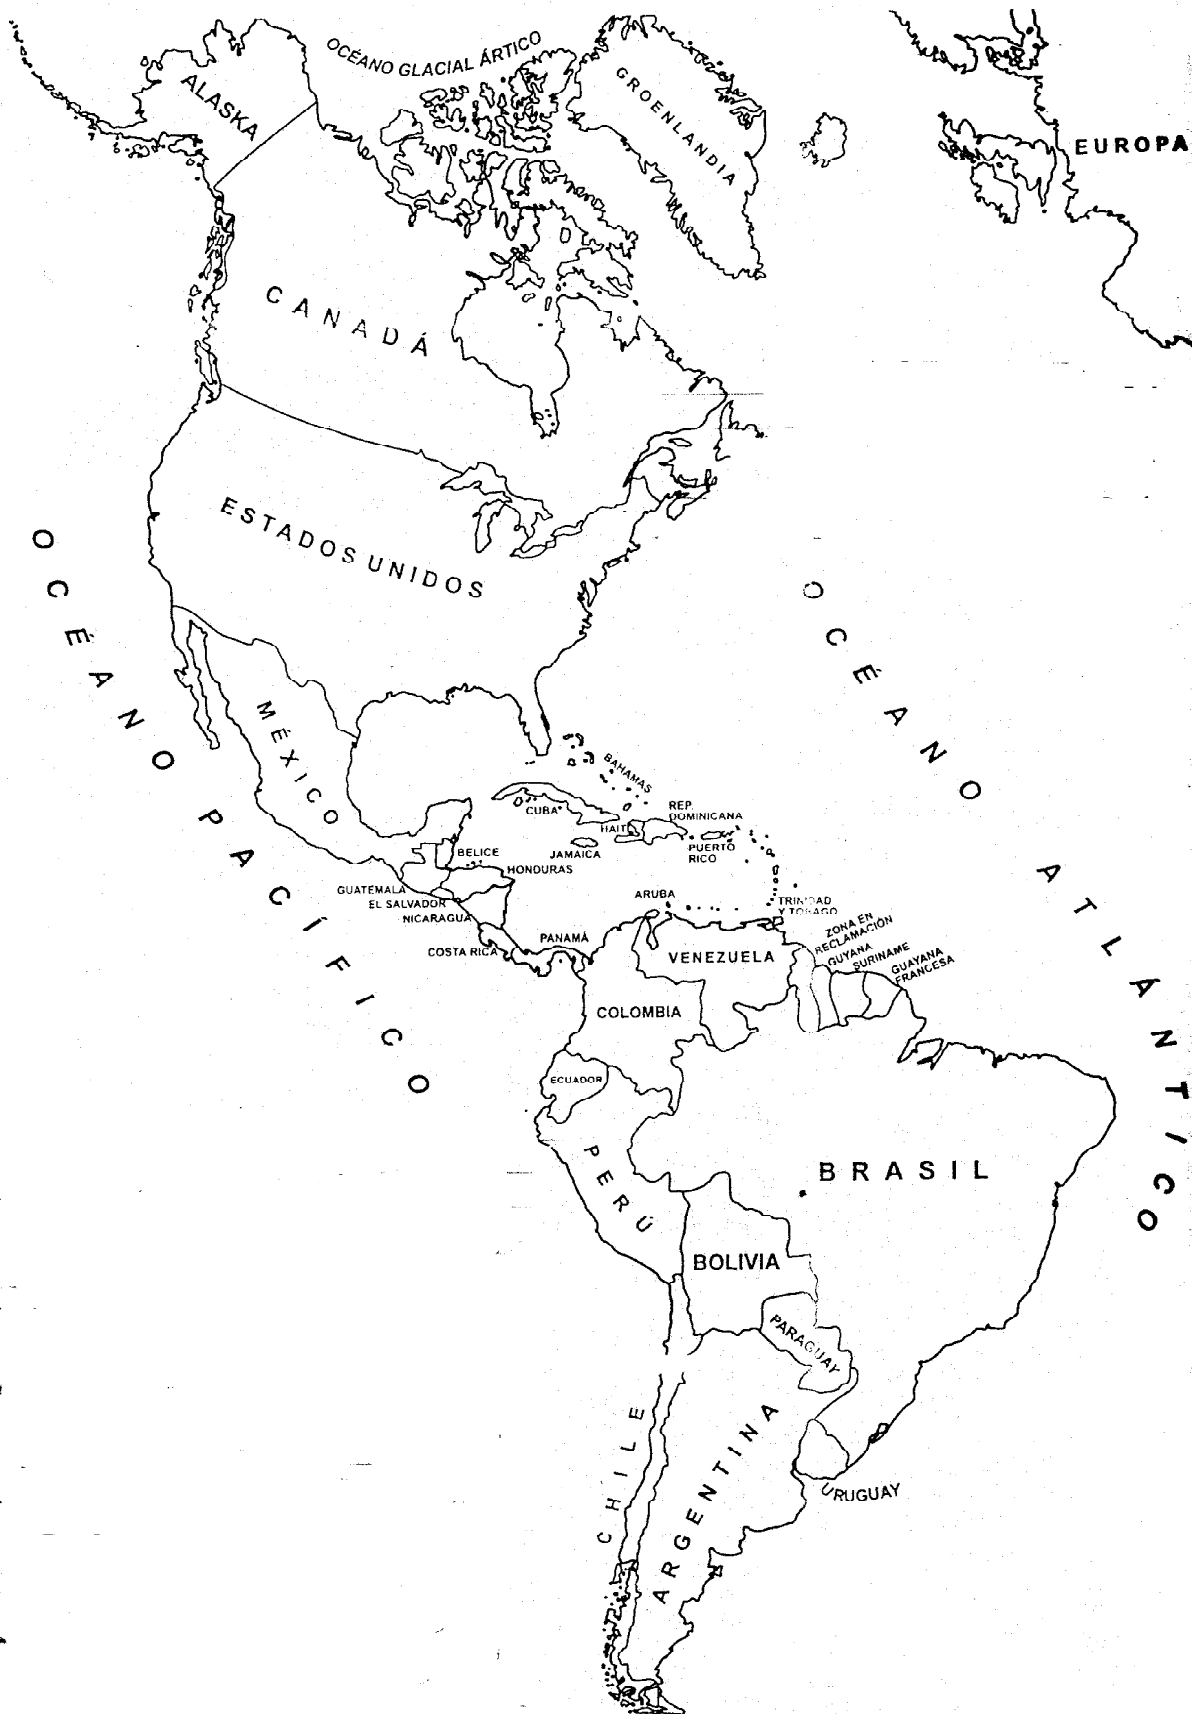 OCÉANO GLACIAL ÁRTICO
ALASKA
GROENLANDIA
EUROPA
CANADÁ
ESTADOS UNIDOS
OCÉANO PACÍFICO
OCÉANO ATLÁNTICO
MÉXICO
BAHAMAS
CUBA
REP.
DOMINICANA
HAITÍ
JAMAICA
PUERTO
RICO
BELICE
HONDURAS
GUATEMALA
EL SALVADOR
NICARAGUA
ARUBA
TRINIDAD
Y TOBAGO
COSTA RICA
PANAMÁ
ZONA EN
RECLAMACIÓN
GUYANA
SURINAME
GUAYANA
FRANCESA
VENEZUELA
COLOMBIA
ECUADOR
PERÚ
BRASIL
BOLIVIA
PARAGUAY
CHILE
ARGENTINA
URUGUAY